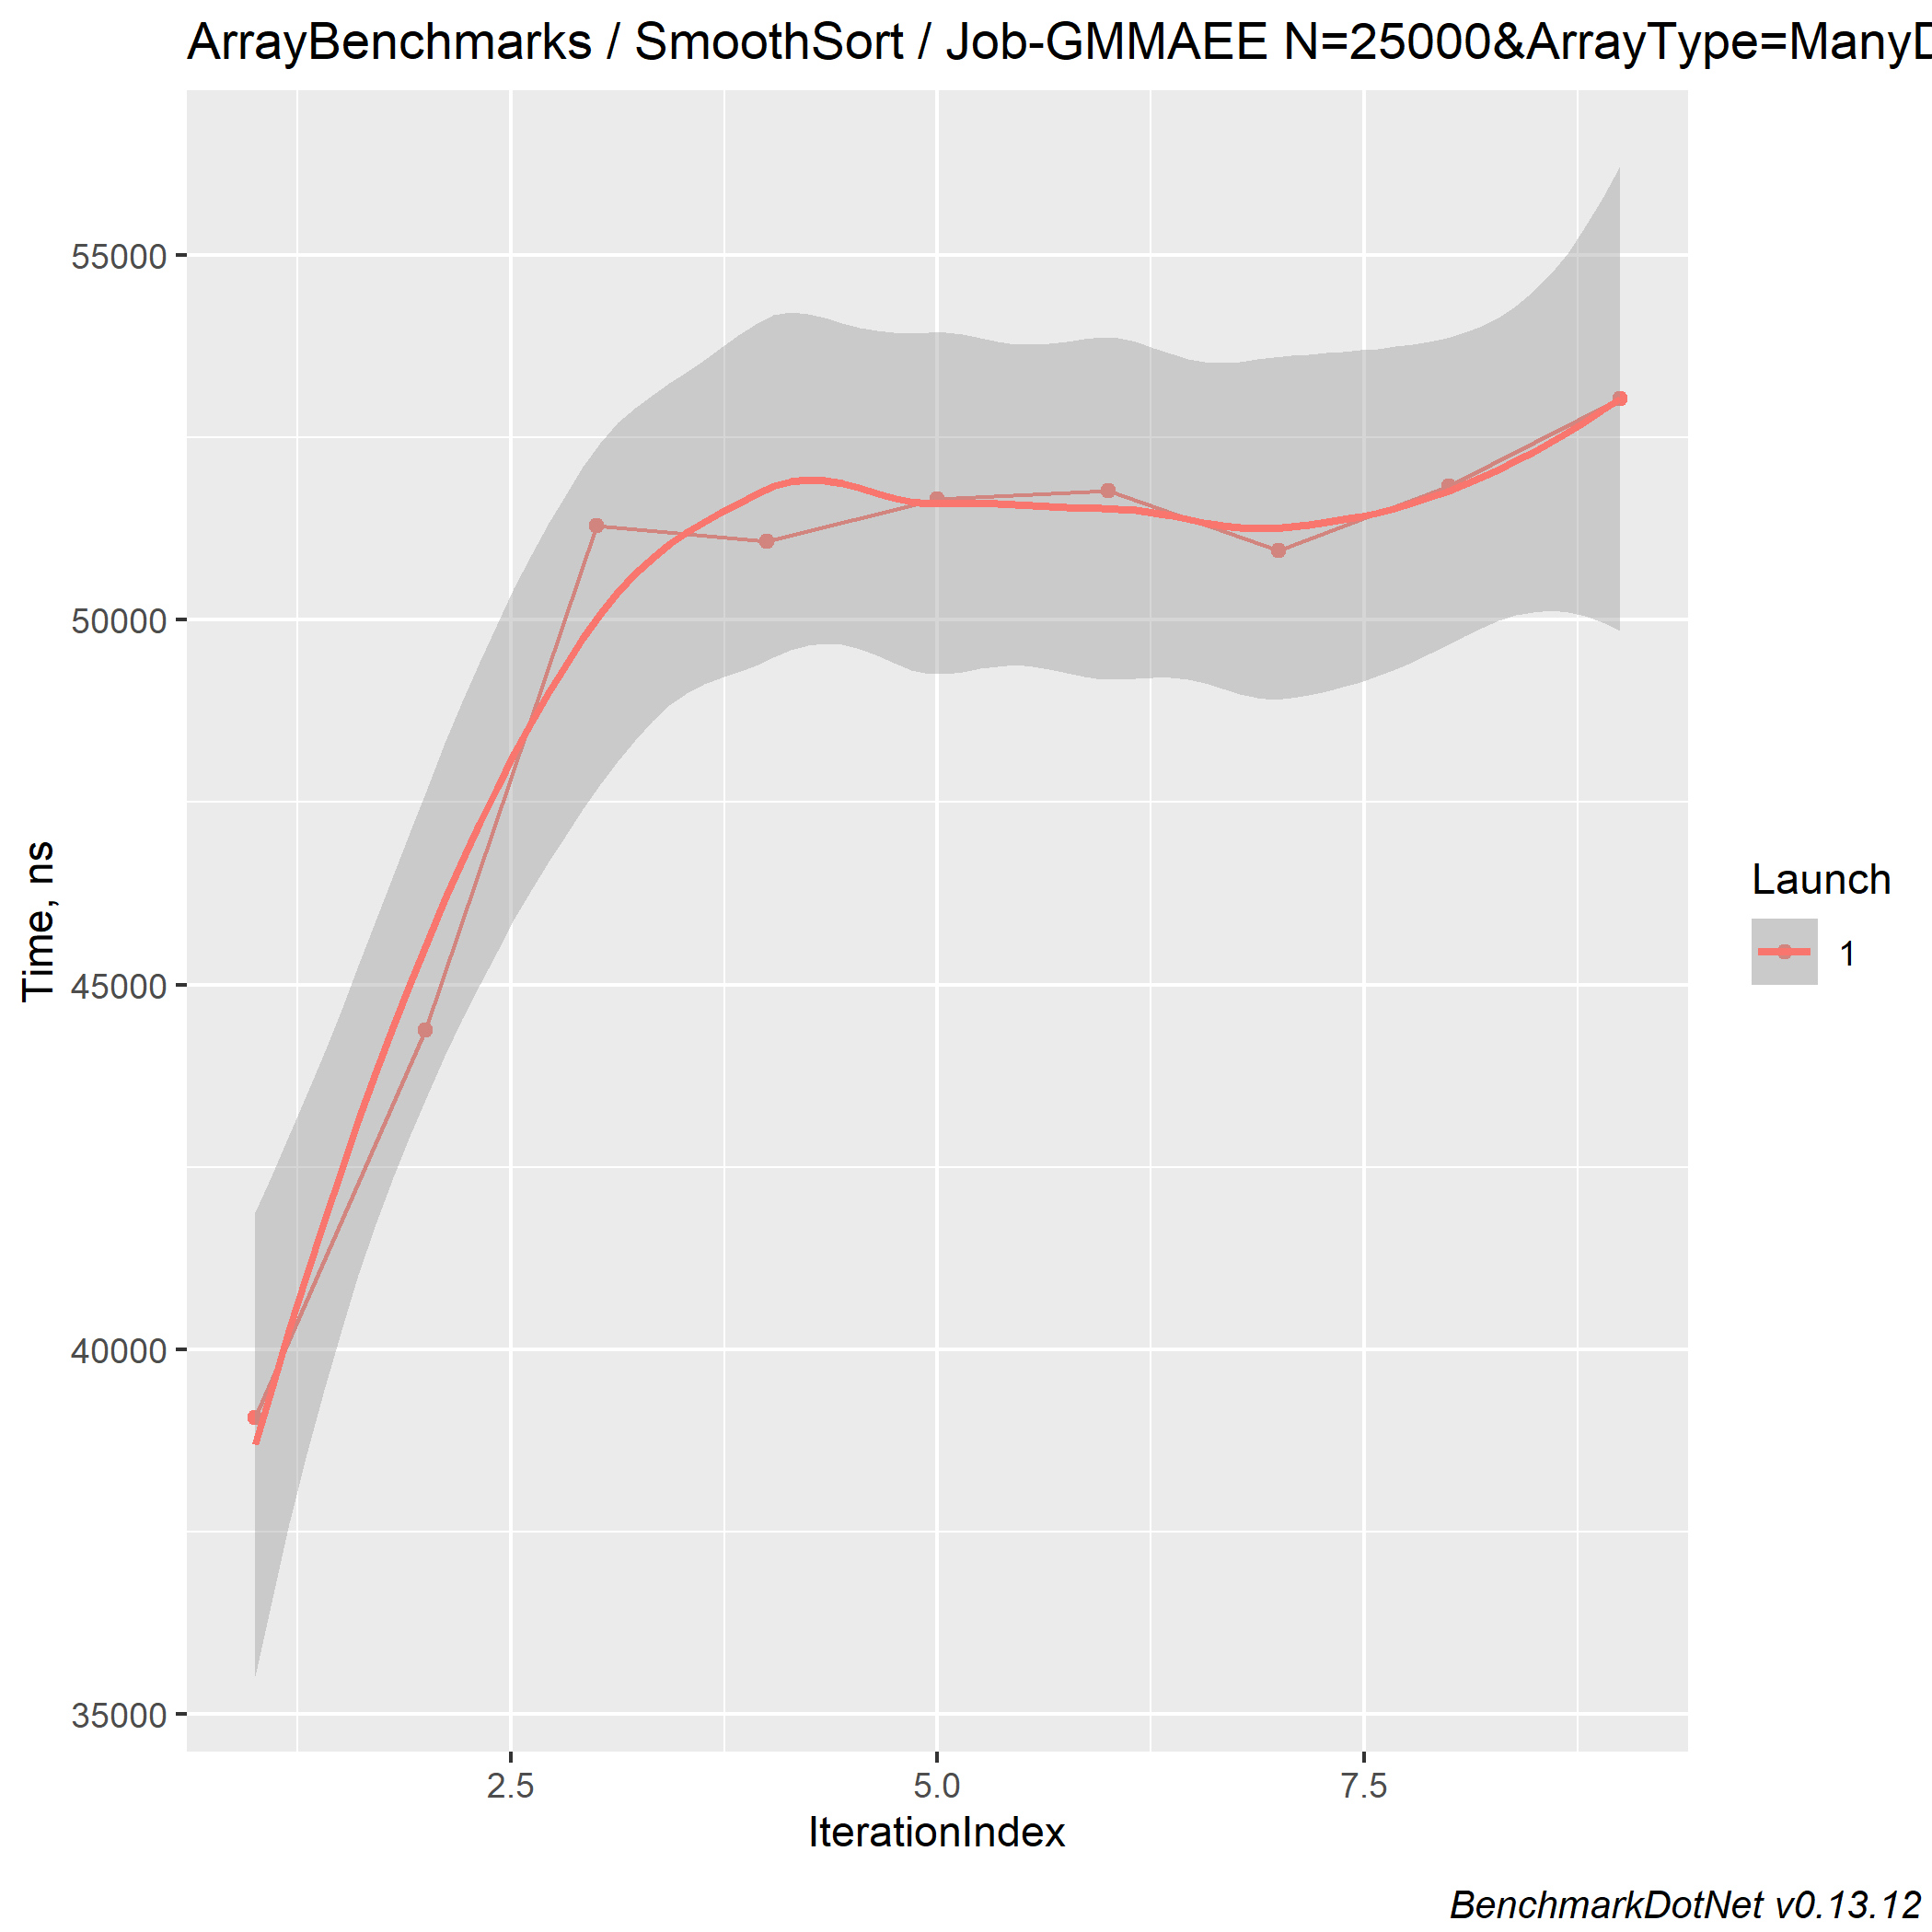 ArrayBenchmarks / SmoothSort / Job-GMMAEE N=25000&ArrayType=ManyD
55000
50000
45000
40000
35000
Time, ns
2.5 5.0 7.5
IterationIndex
Launch
1
BenchmarkDotNet v0.13.12